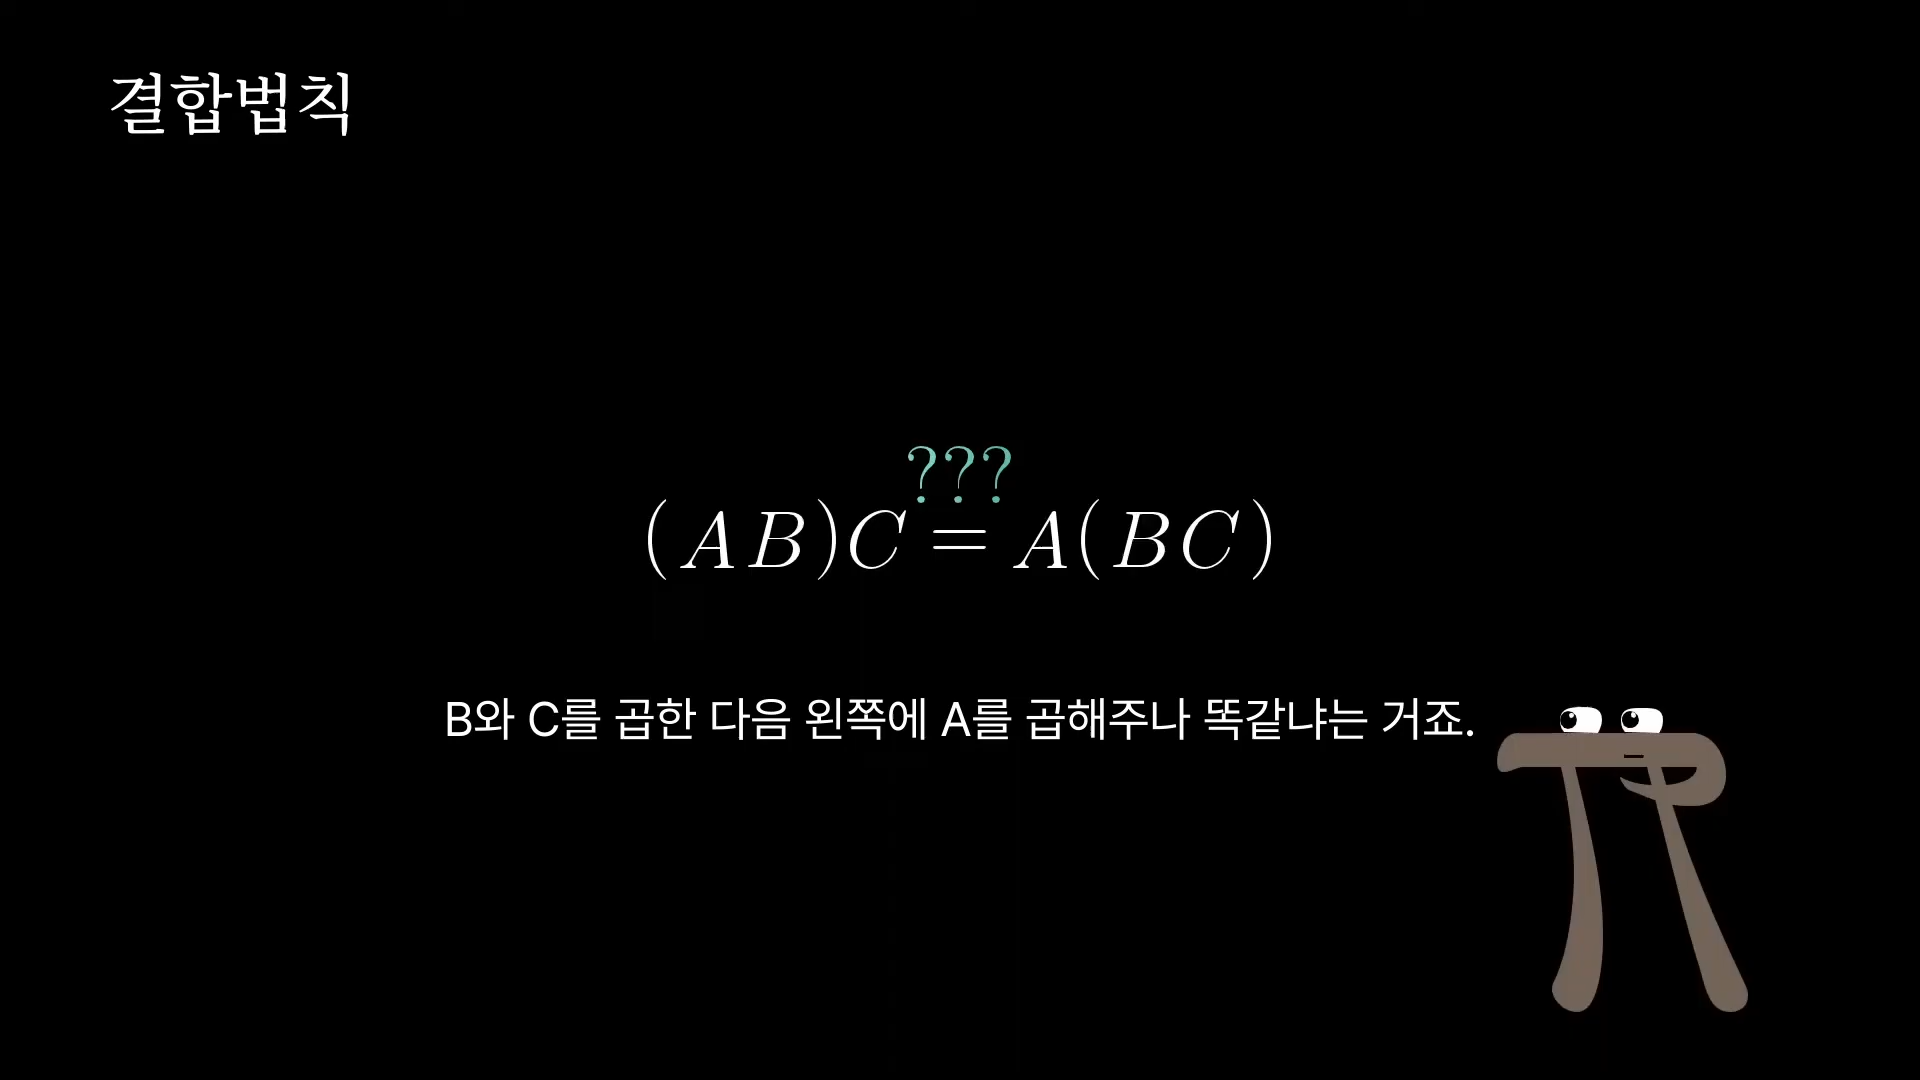 결합법칙
???
(AB)C = A(BC)
B와 C를 곱한 다음 왼쪽에 A를 곱해주나 똑같냐는 거죠.